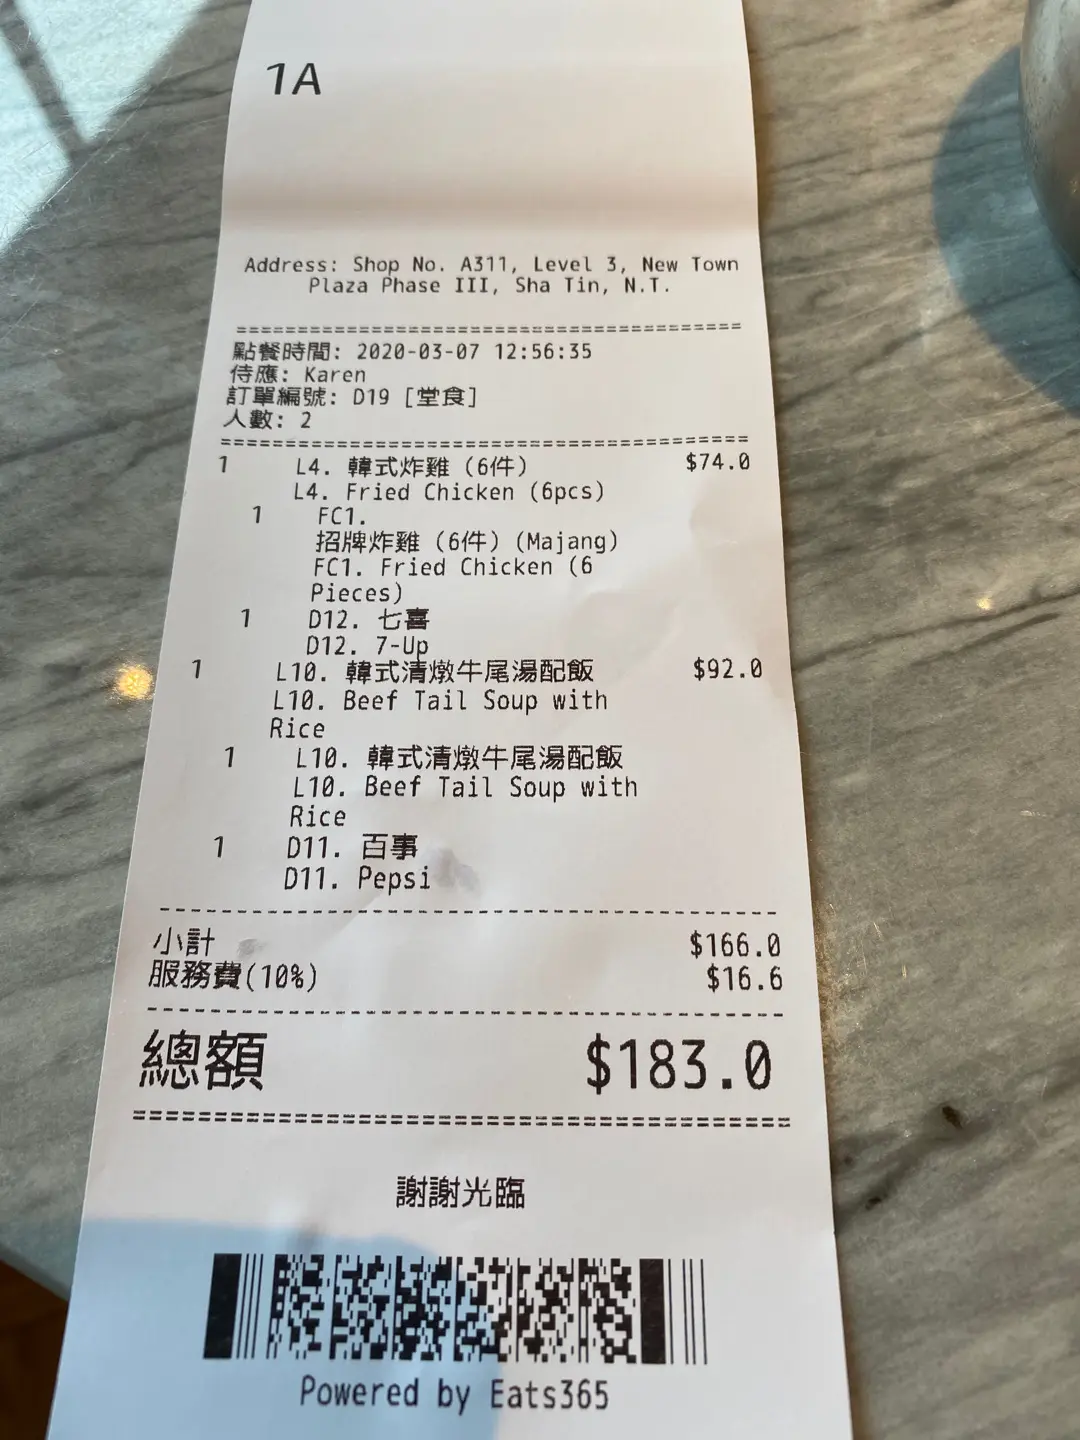 1A
Address: Shop No. A311, Level 3, New Town
Plaza Phase III, Sha Tin, N.T.
==========================================
點餐時間: 2020-03-07 12:56:35
侍應: Karen
訂單編號: D19 [堂食]
人數: 2
==========================================
1 L4. 韓式炸雞 (6件) $74.0
L4. Fried Chicken (6pcs)
1 FC1.
招牌炸雞 (6件) (Majang)
FC1. Fried Chicken (6
Pieces)
1 D12. 七喜
D12. 7-Up
1 L10. 韓式清燉牛尾湯配飯 $92.0
L10. Beef Tail Soup with
Rice
1 L10. 韓式清燉牛尾湯配飯
L10. Beef Tail Soup with
Rice
1 D11. 百事
D11. Pepsi
------------------------------------------
小計 $166.0
服務費(10%) $16.6
------------------------------------------
總額 $183.0
==========================================
謝謝光臨
Powered by Eats365